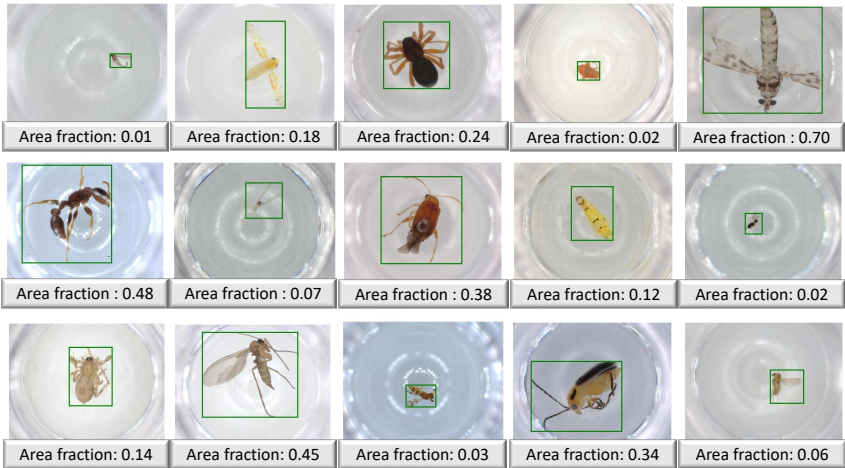 Area fraction: 0.01
Area fraction: 0.18
Area fraction: 0.24
Area fraction: 0.02
Area fraction : 0.70
Area fraction : 0.48
Area fraction : 0.07
Area fraction : 0.38
Area fraction: 0.12
Area fraction: 0.02
Area fraction: 0.14
Area fraction: 0.45
Area fraction: 0.03
Area fraction: 0.34
Area fraction: 0.06